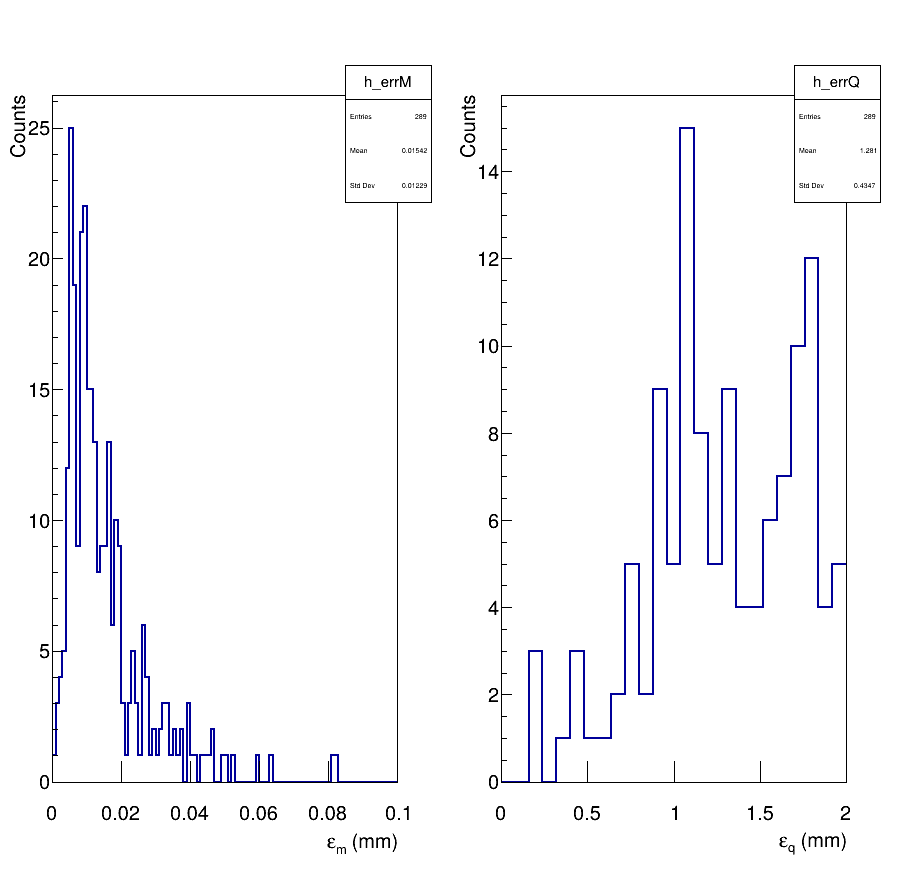 h_errM
Entries 289
Mean 0.01542
Std Dev 0.01229
Counts
25
20
15
10
5
0
0 0.02 0.04 0.06 0.08 0.1
εm (mm)
h_errQ
Entries 289
Mean 1.281
Std Dev 0.4347
Counts
14
12
10
8
6
4
2
0
0 0.5 1 1.5 2
εq (mm)